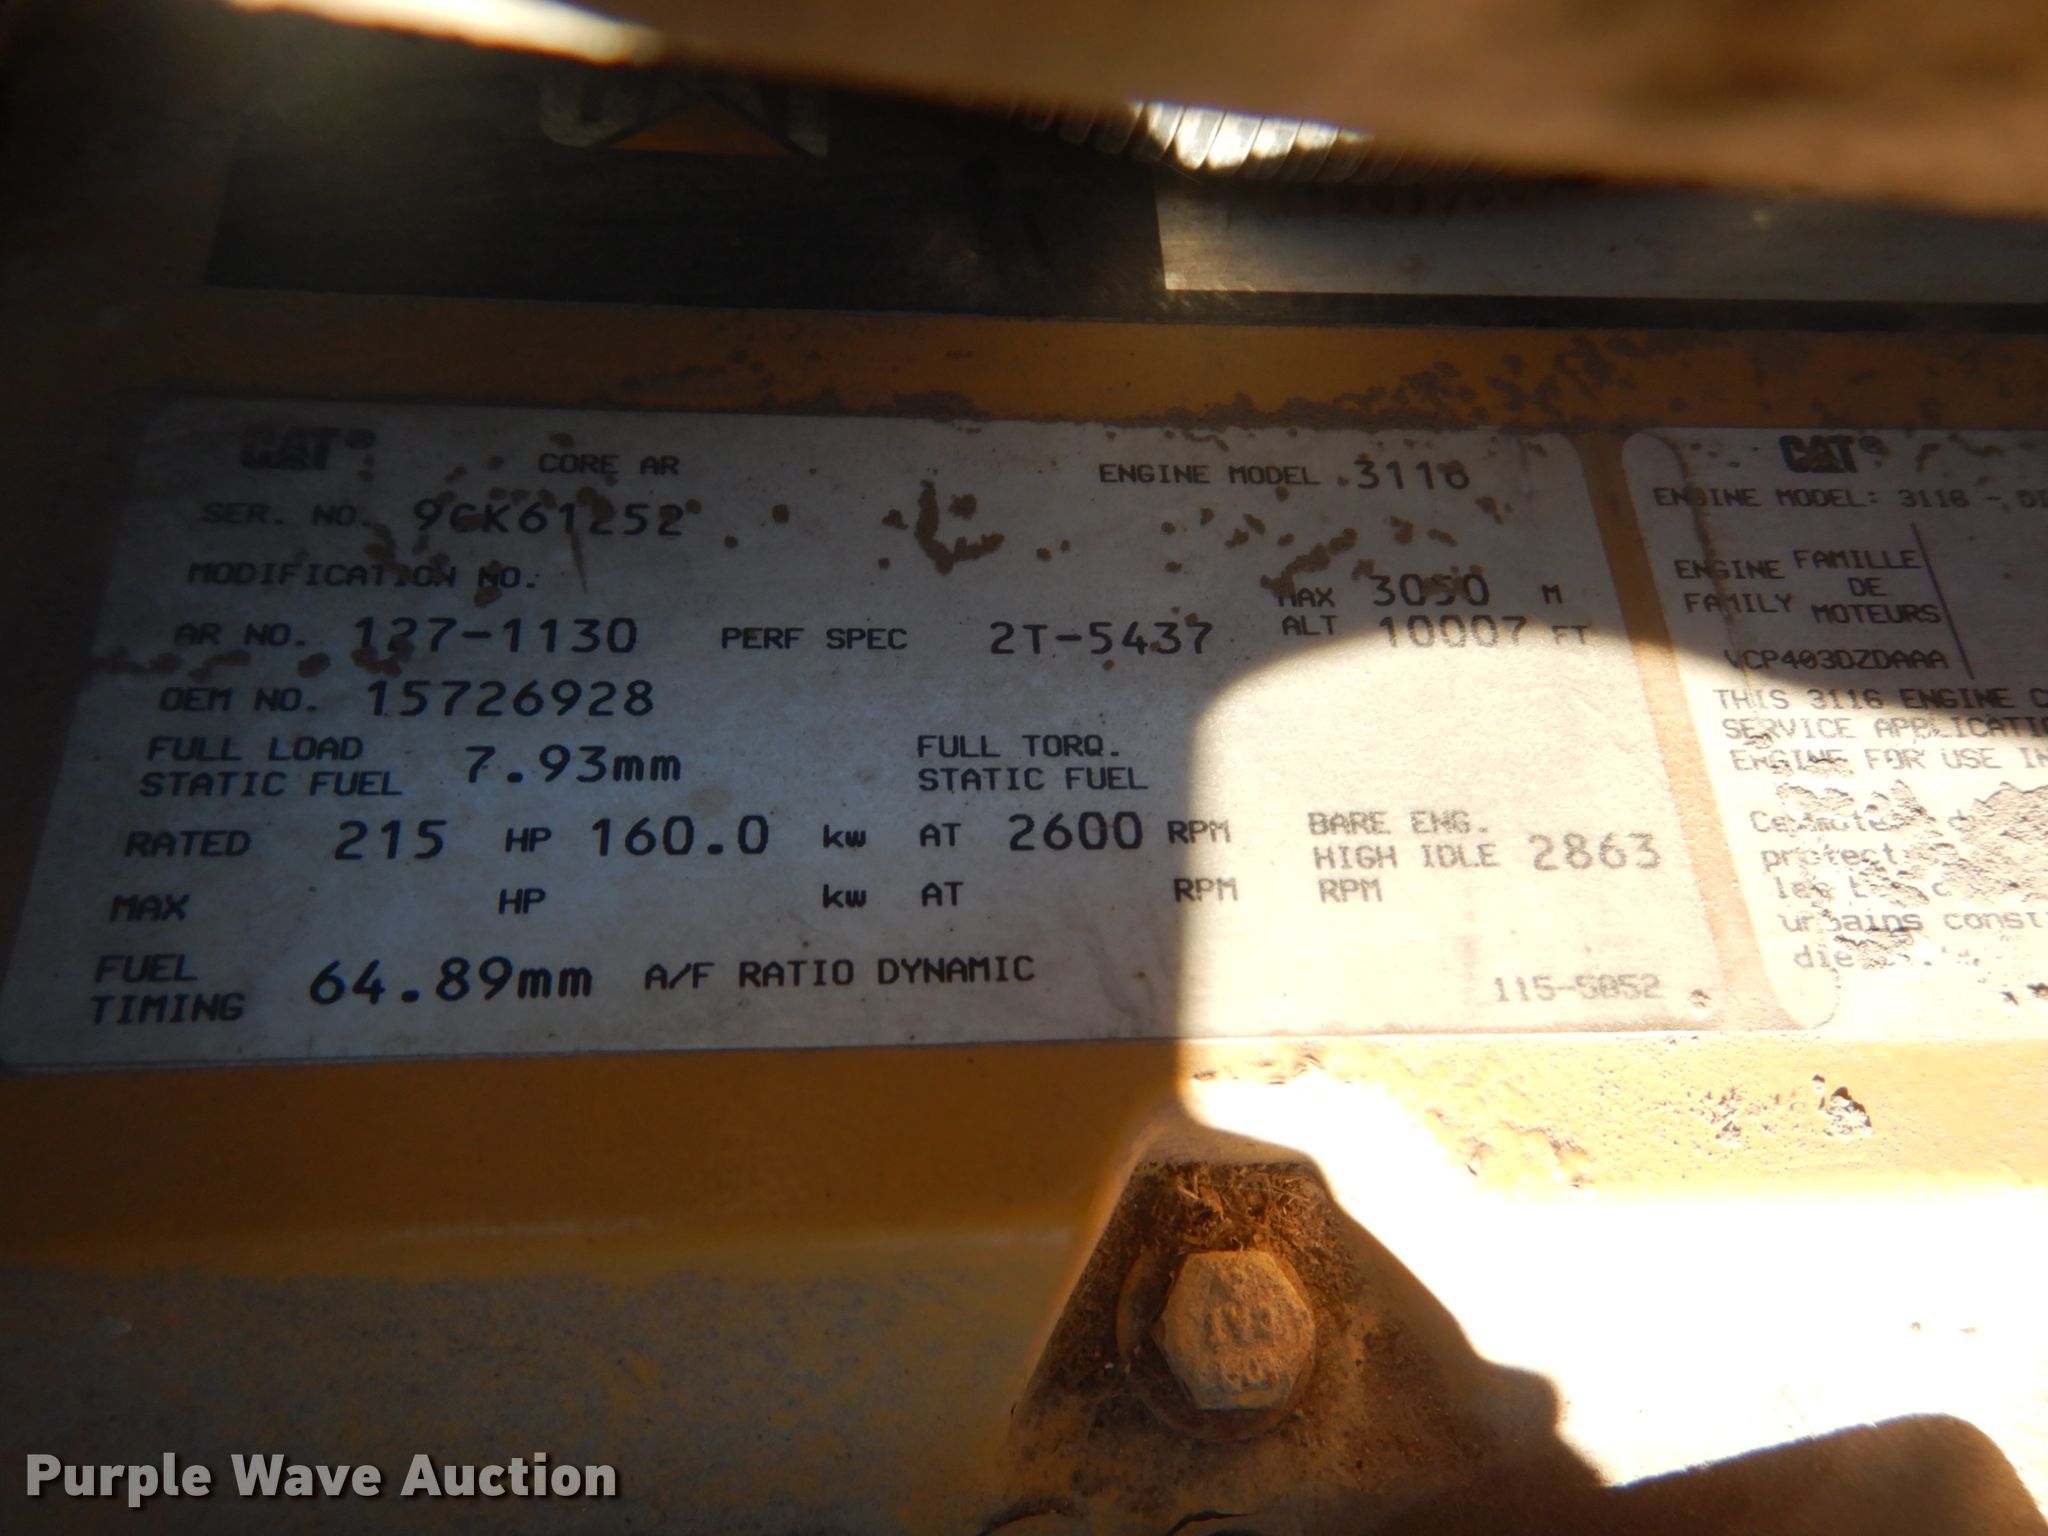 CAT
CAT® CORE AR ENGINE MODEL 3116
SER. NO. 9CK61252
MODIFICATION NO.
MAX 3050 M
AR NO. 127-1130 PERF SPEC 2T-5437 ALT 10007 FT
OEM NO. 15726928
FULL LOAD 7.93mm FULL TORQ.
STATIC FUEL STATIC FUEL
RATED 215 HP 160.0 kw AT 2600 RPM BARE ENG.
HIGH IDLE 2863
MAX HP kw AT RPM RPM
FUEL 64.89mm A/F RATIO DYNAMIC
TIMING
115-5052
CAT®
ENGINE MODEL: 3116 -
ENGINE FAMILLE
FAMILY DE
MOTEURS
VCP403DZDAAA
THIS 3116 ENGINE
SERVICE
ENGINE FOR USE IN
urbains
Purple Wave Auction